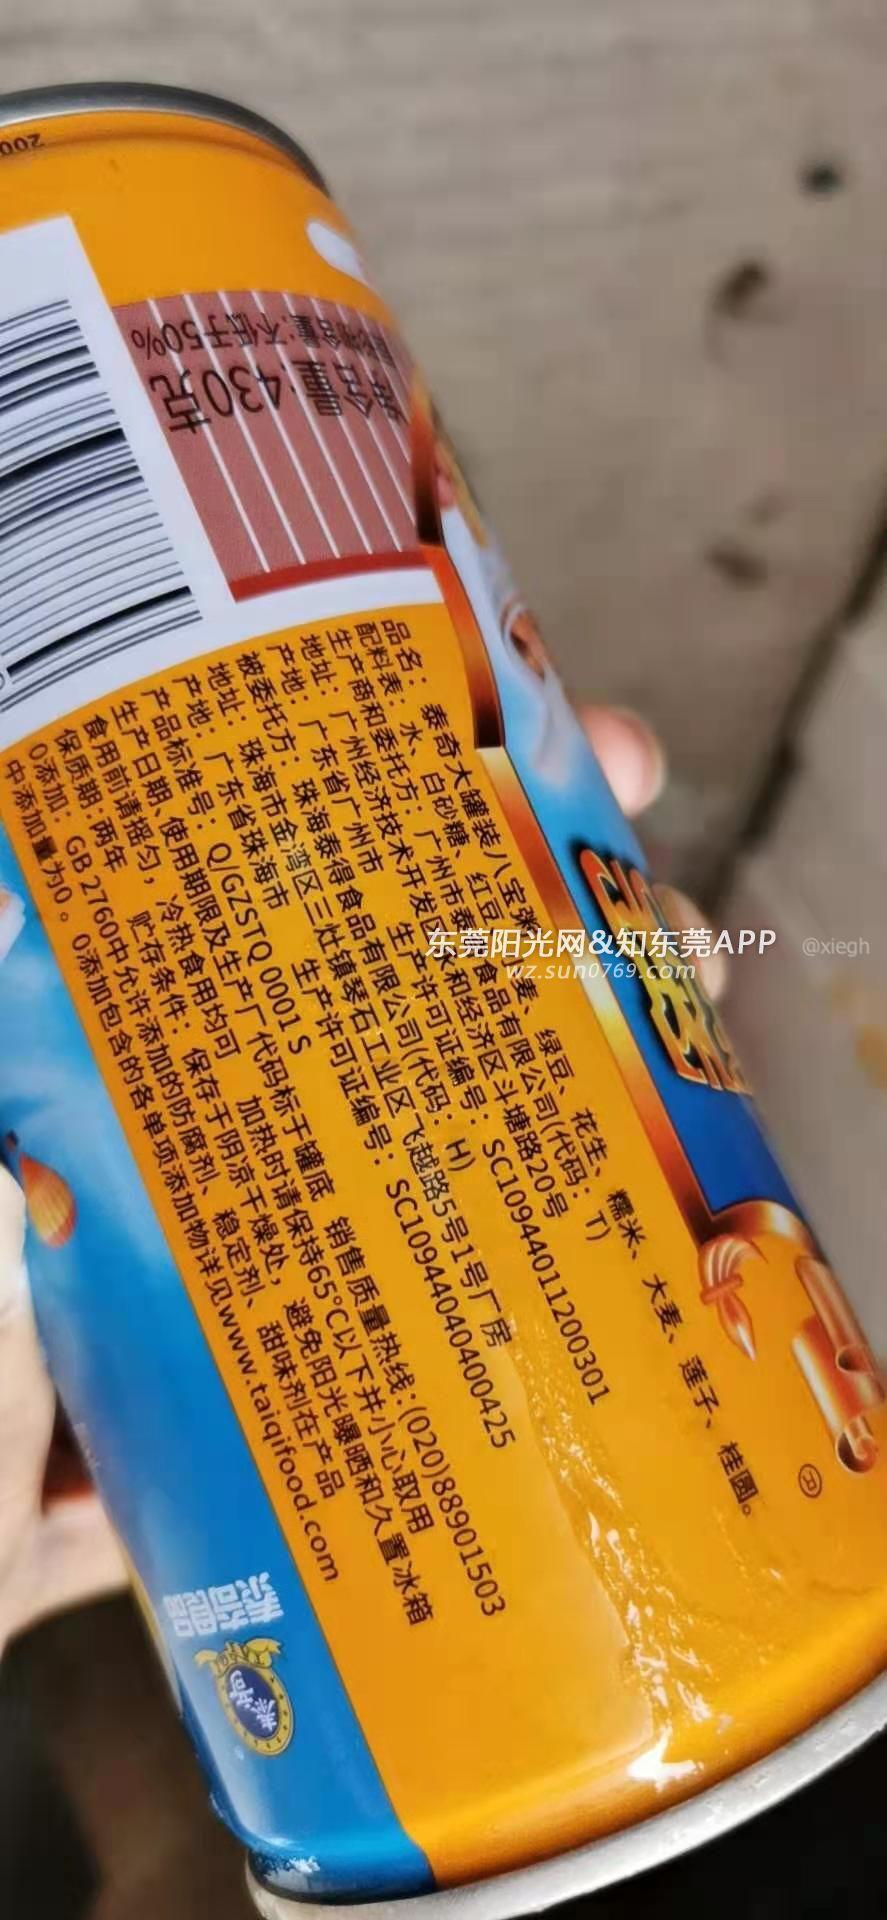 品名：泰奇大罐装八宝粥
配料表：水、白砂糖、红豆、麦、绿豆、花生、糯米、大麦、莲子、桂圆。
生产商和委托方：广州市泰奇食品有限公司(代码：T)
地址：广州经济技术开发区永和经济区斗塘路20号
产地：广东省广州市 生产许可证编号：SC10944011200301
被委托方：珠海泰得食品有限公司(代码：H)
地址：珠海市金湾区三灶镇琴石工业区飞越路5号1号厂房
产地：广东省珠海市 生产许可证编号：SC10944040400425
产品标准号：Q/GZSTQ 0001 S
生产日期、使用期限及生产厂代码标于罐底 销售质量热线：(020)88901503
食用前请摇匀，冷热食用均可 加热时请保持65°C以下并小心取用
保质期：两年 贮存条件：保存于阴凉干燥处，避免阳光曝晒和久置冰箱
0添加：GB 2760中允许添加的防腐剂、稳定剂、甜味剂在产品
中添加量为0。0添加包含的各单项添加物详见www.taiqifood.com
净含量:430克
含量:不低于50%
200
泰奇
R
东莞阳光网&知东莞APP
@xiegh
wz.sun0769.com